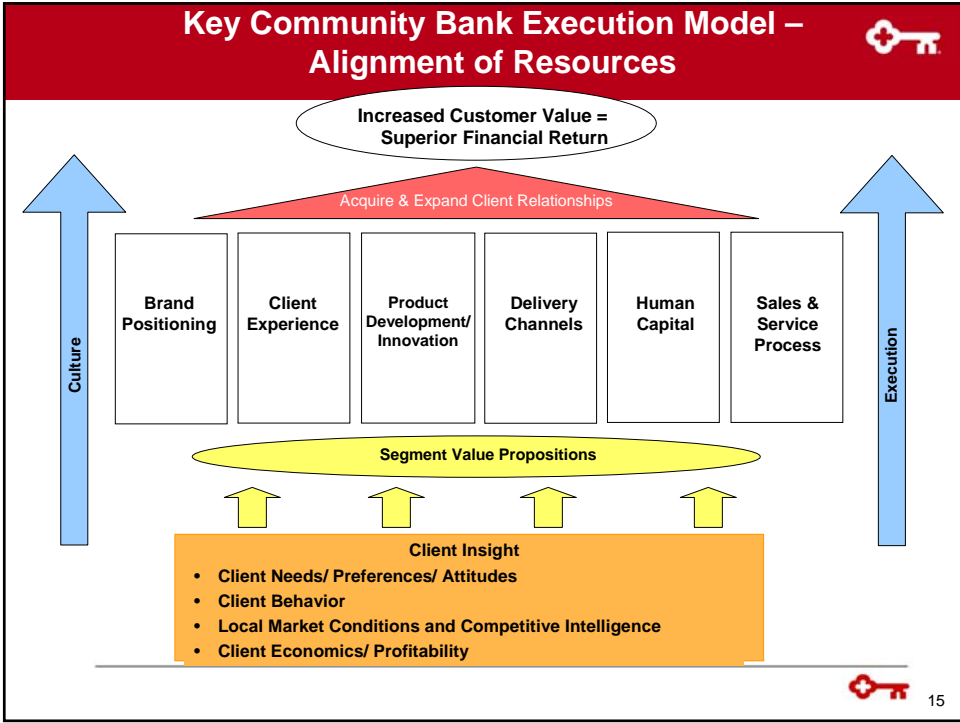 Key Community Bank Execution Model –
Alignment of Resources
Increased Customer Value =
Superior Financial Return
Acquire & Expand Client Relationships
Culture
Brand
Positioning
Client
Experience
Product
Development/
Innovation
Delivery
Channels
Human
Capital
Sales &
Service
Process
Execution
Segment Value Propositions
Client Insight
• Client Needs/ Preferences/ Attitudes
• Client Behavior
• Local Market Conditions and Competitive Intelligence
• Client Economics/ Profitability
15